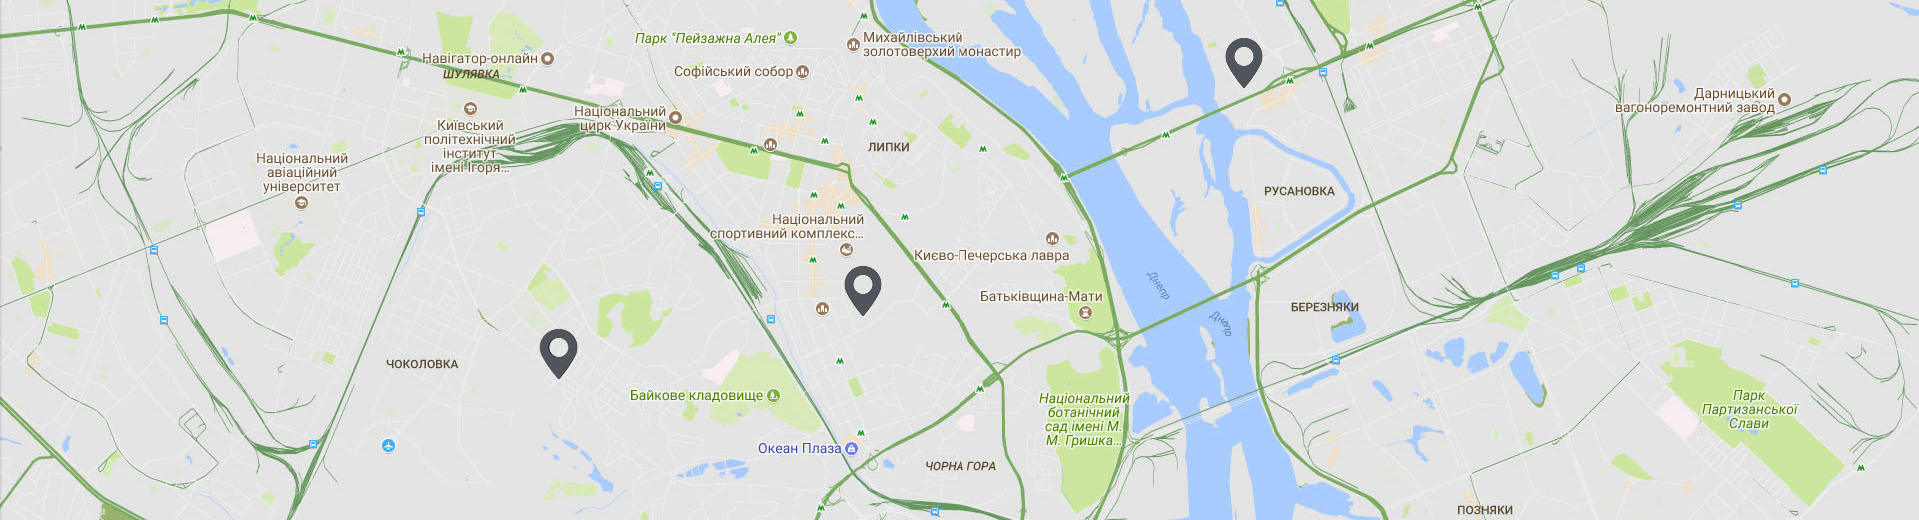 Парк "Пейзажна Алея"
Михайлівський
золотоверхий монастир
Навігатор-онлайн
ШУЛЯВКА
Софійський собор
Дарницький
вагоноремонтний завод
Національний
цирк України
Київський
політехнічний
інститут
імені Ігоря...
ЛИПКИ
Національний
авіаційний
університет
РУСАНОВКА
Національний
спортивний комплекс...
Києво-Печерська лавра
Батьківщина-Мати
Днепр
Днепр
БЕРЕЗНЯКИ
ЧОКОЛОВКА
Байкове кладовище
Національний
ботанічний
сад імені М.
М. Гришка...
Парк
Партизанської
Слави
Океан Плаза
ЧОРНА ГОРА
ПОЗНЯКИ